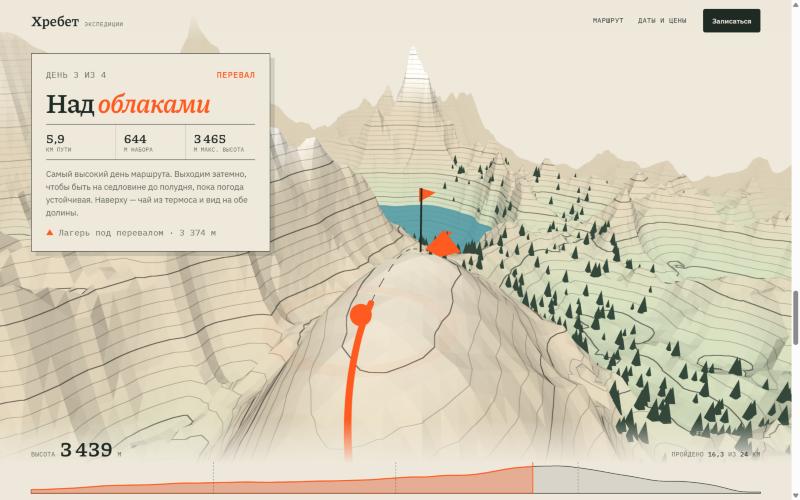 Хребет ЭКСПЕДИЦИИ
МАРШРУТ ДАТЫ И ЦЕНЫ Записаться
ДЕНЬ 3 ИЗ 4 ПЕРЕВАЛ
Над облаками
5,9 644 3 465
КМ ПУТИ М НАБОРА М МАКС. ВЫСОТА
Самый высокий день маршрута. Выходим затемно,
чтобы быть на седловине до полудня, пока погода
устойчивая. Наверху — чай из термоса и вид на обе
долины.
Лагерь под перевалом · 3 374 м
ВЫСОТА 3 439 М
ПРОЙДЕНО 16,3 ИЗ 24 КМ